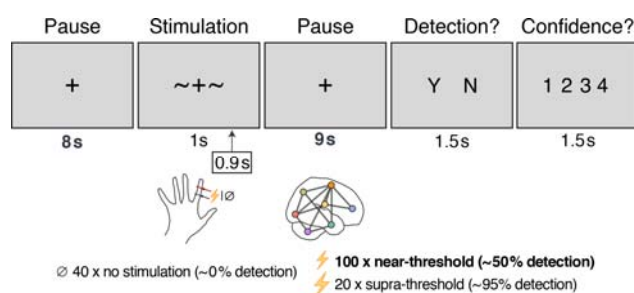 Pause Stimulation Pause Detection? Confidence?
+ ~+~ + Y N 1 2 3 4
8s 1s 9s 1.5s 1.5s
0.9s
|∅
∅ 40 x no stimulation (~0% detection)
100 x near-threshold (~50% detection)
20 x supra-threshold (~95% detection)